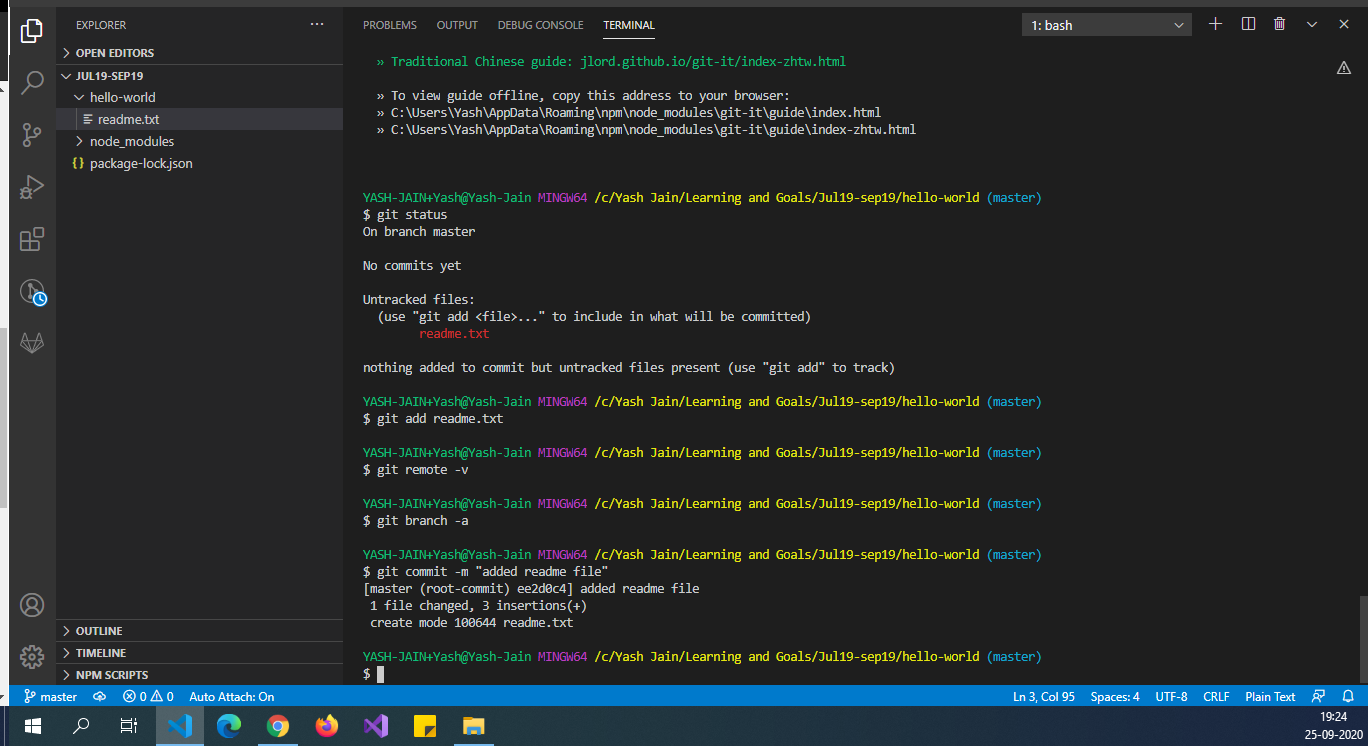 EXPLORER
OPEN EDITORS
JUL19-SEP19
hello-world
readme.txt
node_modules
{} package-lock.json
OUTLINE
TIMELINE
NPM SCRIPTS
PROBLEMS OUTPUT DEBUG CONSOLE TERMINAL
1: bash
» Traditional Chinese guide: jlord.github.io/git-it/index-zhtw.html
» To view guide offline, copy this address to your browser:
» C:\Users\Yash\AppData\Roaming\npm\node_modules\git-it\guide\index.html
» C:\Users\Yash\AppData\Roaming\npm\node_modules\git-it\guide\index-zhtw.html
YASH-JAIN+Yash@Yash-Jain MINGW64 /c/Yash Jain/Learning and Goals/Jul19-sep19/hello-world (master)
$ git status
On branch master
No commits yet
Untracked files:
(use "git add <file>..." to include in what will be committed)
readme.txt
nothing added to commit but untracked files present (use "git add" to track)
YASH-JAIN+Yash@Yash-Jain MINGW64 /c/Yash Jain/Learning and Goals/Jul19-sep19/hello-world (master)
$ git add readme.txt
YASH-JAIN+Yash@Yash-Jain MINGW64 /c/Yash Jain/Learning and Goals/Jul19-sep19/hello-world (master)
$ git remote -v
YASH-JAIN+Yash@Yash-Jain MINGW64 /c/Yash Jain/Learning and Goals/Jul19-sep19/hello-world (master)
$ git branch -a
YASH-JAIN+Yash@Yash-Jain MINGW64 /c/Yash Jain/Learning and Goals/Jul19-sep19/hello-world (master)
$ git commit -m "added readme file"
[master (root-commit) ee2d0c4] added readme file
1 file changed, 3 insertions(+)
create mode 100644 readme.txt
YASH-JAIN+Yash@Yash-Jain MINGW64 /c/Yash Jain/Learning and Goals/Jul19-sep19/hello-world (master)
$
master 0 0 Auto Attach: On Ln 3, Col 95 Spaces: 4 UTF-8 CRLF Plain Text
19:24
25-09-2020